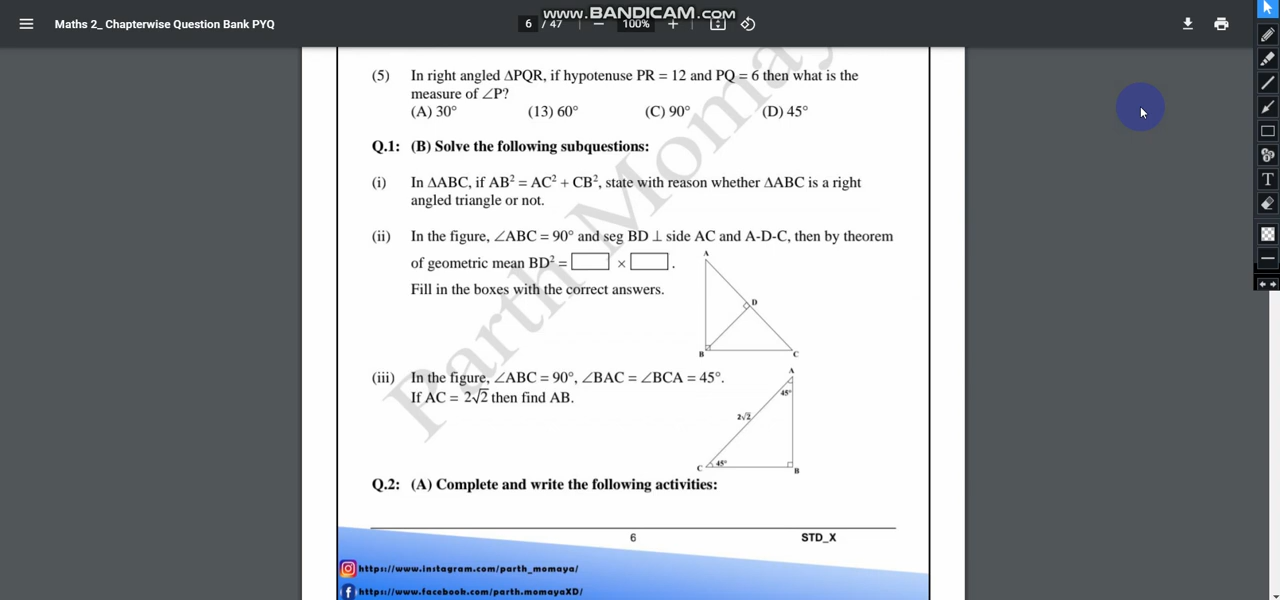 www.BANDICAM.com
Maths 2_ Chapterwise Question Bank PYQ
6 / 47
100%
(5) In right angled ΔPQR, if hypotenuse PR = 12 and PQ = 6 then what is the
measure of ∠P?
(A) 30° (13) 60° (C) 90° (D) 45°
Q.1: (B) Solve the following subquestions:
(i) In ΔABC, if AB² = AC² + CB², state with reason whether ΔABC is a right
angled triangle or not.
(ii) In the figure, ∠ABC = 90° and seg BD ⊥ side AC and A-D-C, then by theorem
of geometric mean BD² = □ × □ .
Fill in the boxes with the correct answers.
A
D
B
C
(iii) In the figure, ∠ABC = 90°, ∠BAC = ∠BCA = 45°.
If AC = 2√2 then find AB.
A
45°
2√2
C
45°
B
Q.2: (A) Complete and write the following activities:
6
STD_X
https://www.instagram.com/parth_momaya/
https://www.facebook.com/parth.momayaXD/
Parth Momay
T